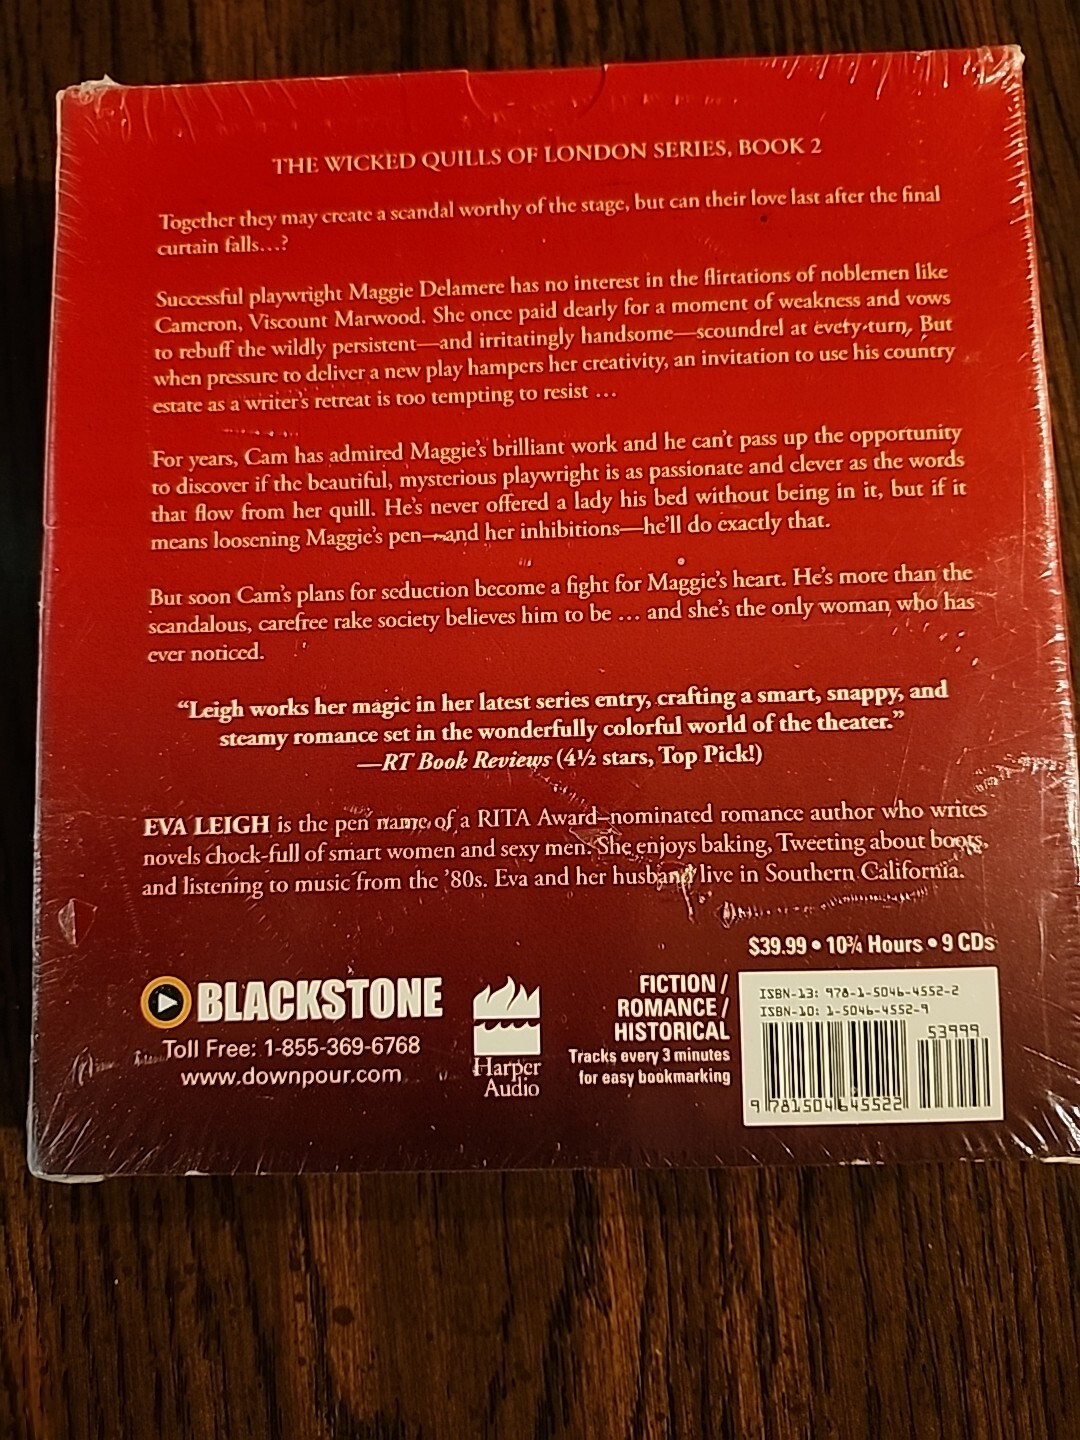 THE WICKED QUILLS OF LONDON SERIES, BOOK 2
Together they may create a scandal worthy of the stage, but can their love last after the final
curtain falls…?
Successful playwright Maggie Delamere has no interest in the flirtations of noblemen like
Cameron, Viscount Marwood. She once paid dearly for a moment of weakness and vows
to rebuff the wildly persistent—and irritatingly handsome—scoundrel at every turn. But
when pressure to deliver a new play hampers her creativity, an invitation to use his country
estate as a writer's retreat is too tempting to resist …
For years, Cam has admired Maggie's brilliant work and he can't pass up the opportunity
to discover if the beautiful, mysterious playwright is as passionate and clever as the words
that flow from her quill. He's never offered a lady his bed without being in it, but if it
means loosening Maggie's pen—and her inhibitions—he'll do exactly that.
But soon Cam's plans for seduction become a fight for Maggie's heart. He's more than the
scandalous, carefree rake society believes him to be … and she's the only woman who has
ever noticed.
“Leigh works her magic in her latest series entry, crafting a smart, snappy, and
steamy romance set in the wonderfully colorful world of the theater.”
—RT Book Reviews (4½ stars, Top Pick!)
EVA LEIGH is the pen name of a RITA Award–nominated romance author who writes
novels chock-full of smart women and sexy men. She enjoys baking, Tweeting about boots,
and listening to music from the '80s. Eva and her husband live in Southern California.
$39.99 • 10¾ Hours • 9 CDs
BLACKSTONE
Toll Free: 1-855-369-6768
www.downpour.com
Harper
Audio
FICTION /
ROMANCE /
HISTORICAL
Tracks every 3 minutes
for easy bookmarking
ISBN-13: 978-1-5046-4552-2
ISBN-10: 1-5046-4552-9
53999
9 781504 645522